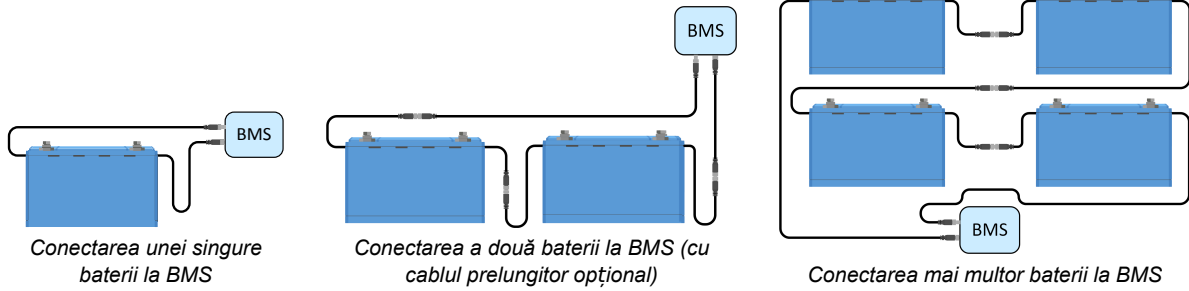 BMS
Conectarea unei singure
baterii la BMS
BMS
Conectarea a două baterii la BMS (cu
cablul prelungitor opțional)
BMS
Conectarea mai multor baterii la BMS